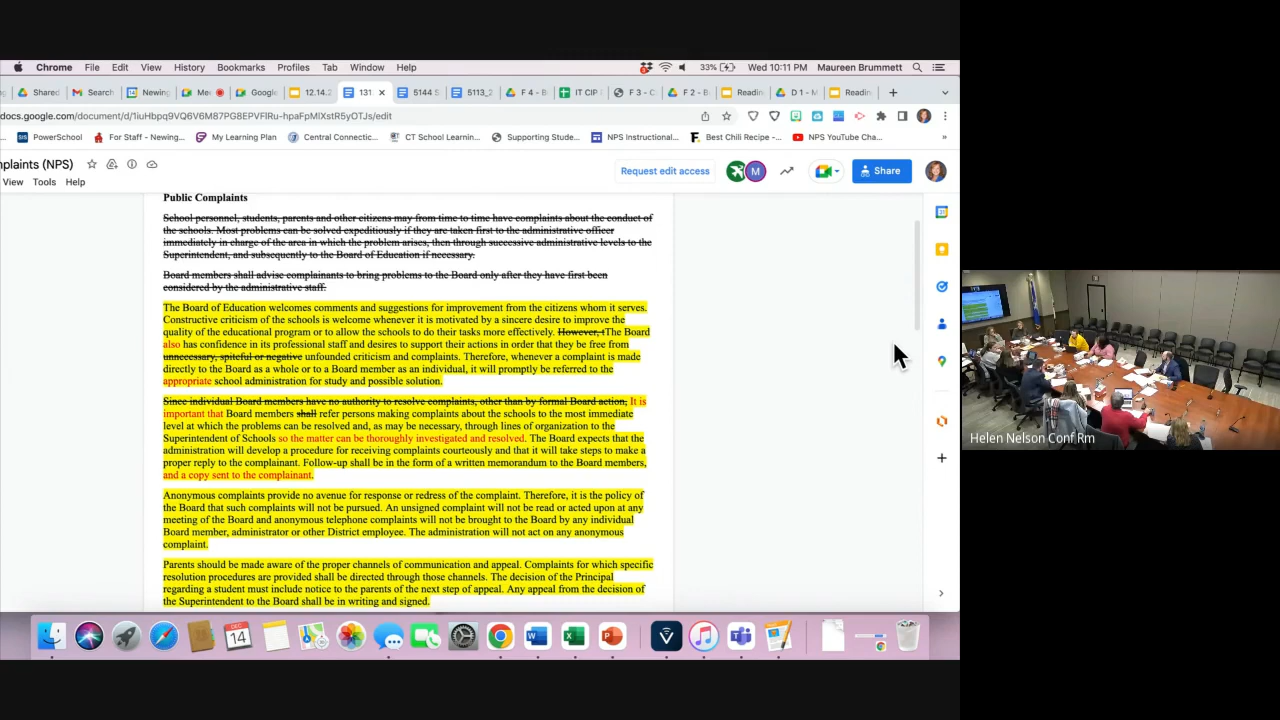 Chrome File Edit View History Bookmarks Profiles Tab Window Help 33% Wed 10:11 PM Maureen Brummett
Shared Search Newing Mee Google 12.14.2 131 5144 S 5113_2 F 4 - B IT CIP F 3 - C F 2 - B Readin D 1 - M Readin
docs.google.com/document/d/1iuHbpq9VQ6V6M87PG8EPVFlRu-hpaFpMlXstR5yOTJs/edit
PowerSchool For Staff - Newing... My Learning Plan Central Connectic... CT School Learnin... Supporting Stude... NPS Instructional... Best Chili Recipe -... NPS YouTube Cha... »
mplaints (NPS)
Request edit access M Share
View Tools Help
Public Complaints
School personnel, students, parents and other citizens may from time to time have complaints about the conduct of
the schools. Most problems can be solved expeditiously if they are taken first to the administrative officer
immediately in charge of the area in which the problem arises, then through successive administrative levels to the
Superintendent, and subsequently to the Board of Education if necessary.
Board members shall advise complainants to bring problems to the Board only after they have first been
considered by the administrative staff.
The Board of Education welcomes comments and suggestions for improvement from the citizens whom it serves.
Constructive criticism of the schools is welcome whenever it is motivated by a sincere desire to improve the
quality of the educational program or to allow the schools to do their tasks more effectively. However, tThe Board
also has confidence in its professional staff and desires to support their actions in order that they be free from
unnecessary, spiteful or negative unfounded criticism and complaints. Therefore, whenever a complaint is made
directly to the Board as a whole or to a Board member as an individual, it will promptly be referred to the
appropriate school administration for study and possible solution.
Since individual Board members have no authority to resolve complaints, other than by formal Board action, It is
important that Board members shall refer persons making complaints about the schools to the most immediate
level at which the problems can be resolved and, as may be necessary, through lines of organization to the
Superintendent of Schools so the matter can be thoroughly investigated and resolved. The Board expects that the
administration will develop a procedure for receiving complaints courteously and that it will take steps to make a
proper reply to the complainant. Follow-up shall be in the form of a written memorandum to the Board members,
and a copy sent to the complainant.
Anonymous complaints provide no avenue for response or redress of the complaint. Therefore, it is the policy of
the Board that such complaints will not be pursued. An unsigned complaint will not be read or acted upon at any
meeting of the Board and anonymous telephone complaints will not be brought to the Board by any individual
Board member, administrator or other District employee. The administration will not act on any anonymous
complaint.
Parents should be made aware of the proper channels of communication and appeal. Complaints for which specific
resolution procedures are provided shall be directed through those channels. The decision of the Principal
regarding a student must include notice to the parents of the next step of appeal. Any appeal from the decision of
the Superintendent to the Board shall be in writing and signed.
DEC
14
Helen Nelson Conf Rm